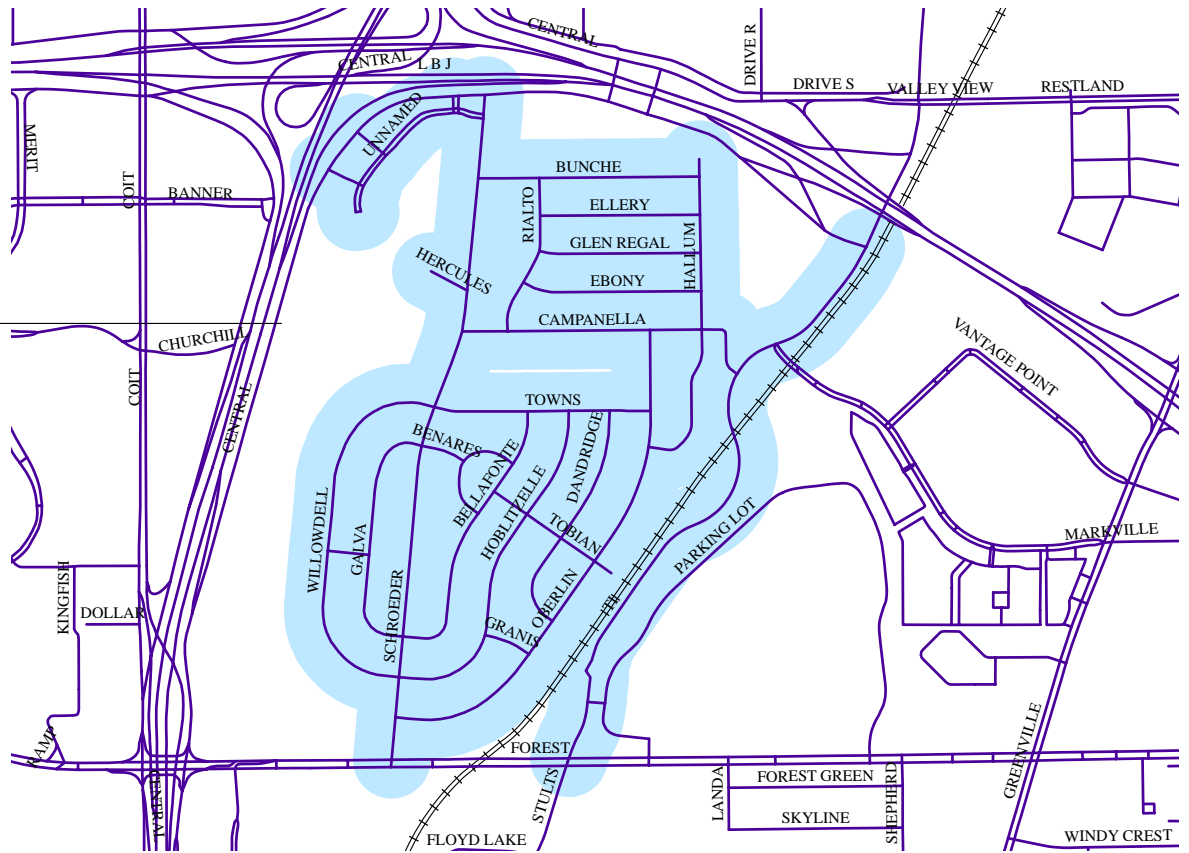 CENTRAL
DRIVE R
CENTRAL
L B J
DRIVE S
VALLEY VIEW
RESTLAND
MERIT
UNNAMED
COIT
BANNER
BUNCHE
RIALTO
ELLERY
GLEN REGAL
HALLUM
HERCULES
EBONY
CAMPANELLA
CHURCHILL
VANTAGE POINT
COIT
CENTRAL
TOWNS
BENARES
BELLAFONTE
DANDRIDGE
HOBLITZELLE
WILLOWDELL
GALVA
TOBIAN
PARKING LOT
MARKVILLE
KINGFISH
DOLLAR
SCHROEDER
OBERLIN
GRANIS
RAMP
FOREST
GREENVILLE
CENTRAL
STULTS
LANDA
FOREST GREEN
SHEPHERD
SKYLINE
FLOYD LAKE
WINDY CREST